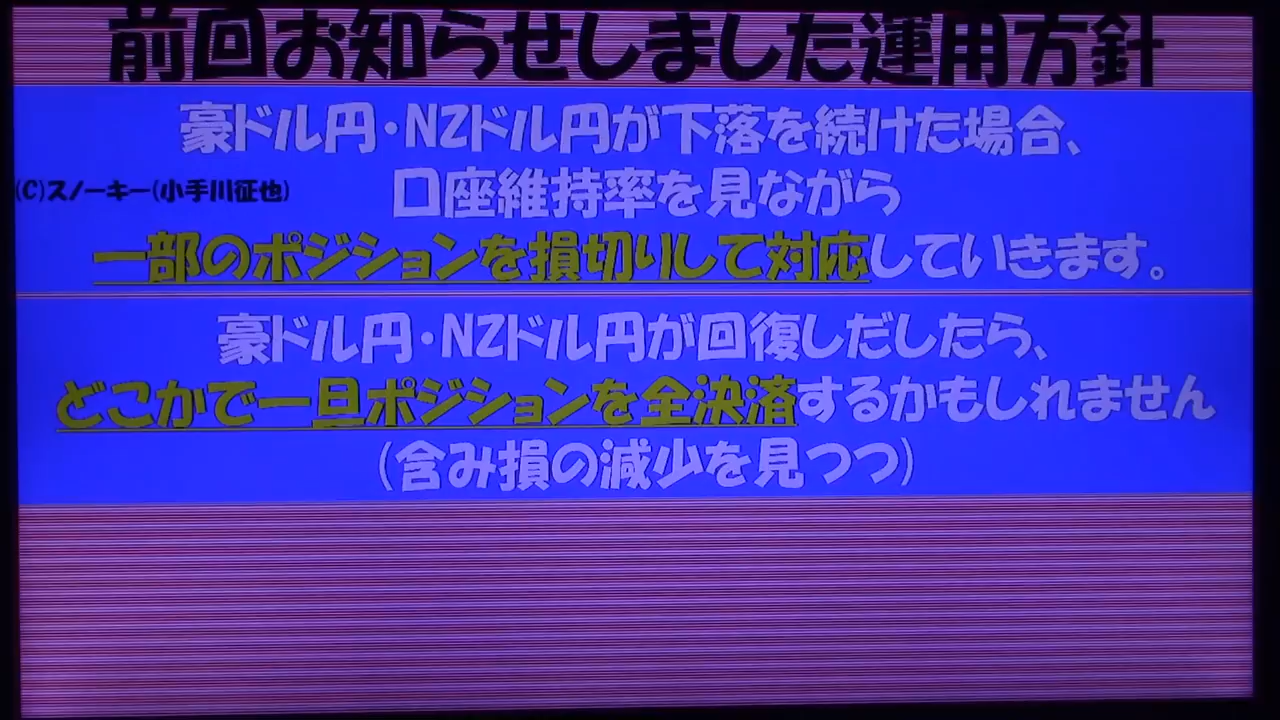 前回お知らせしました運用方針
豪ドル円・NZドル円が下落を続けた場合、
(C)スノーキー(小手川征也)
口座維持率を見ながら
一部のポジションを損切りして対応していきます。
豪ドル円・NZドル円が回復しだしたら、
どこかで一旦ポジションを全決済するかもしれません
(含み損の減少を見つつ)